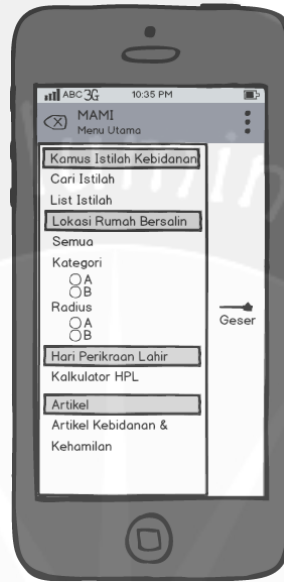 ABC 3G 10:35 PM
MAMI
Menu Utama
Kamus Istilah Kebidanan
Cari Istilah
List Istilah
Lokasi Rumah Bersalin
Semua
Kategori
A
B
Radius
A
B
Geser
Hari Perikraan Lahir
Kalkulator HPL
Artikel
Artikel Kebidanan &
Kehamilan